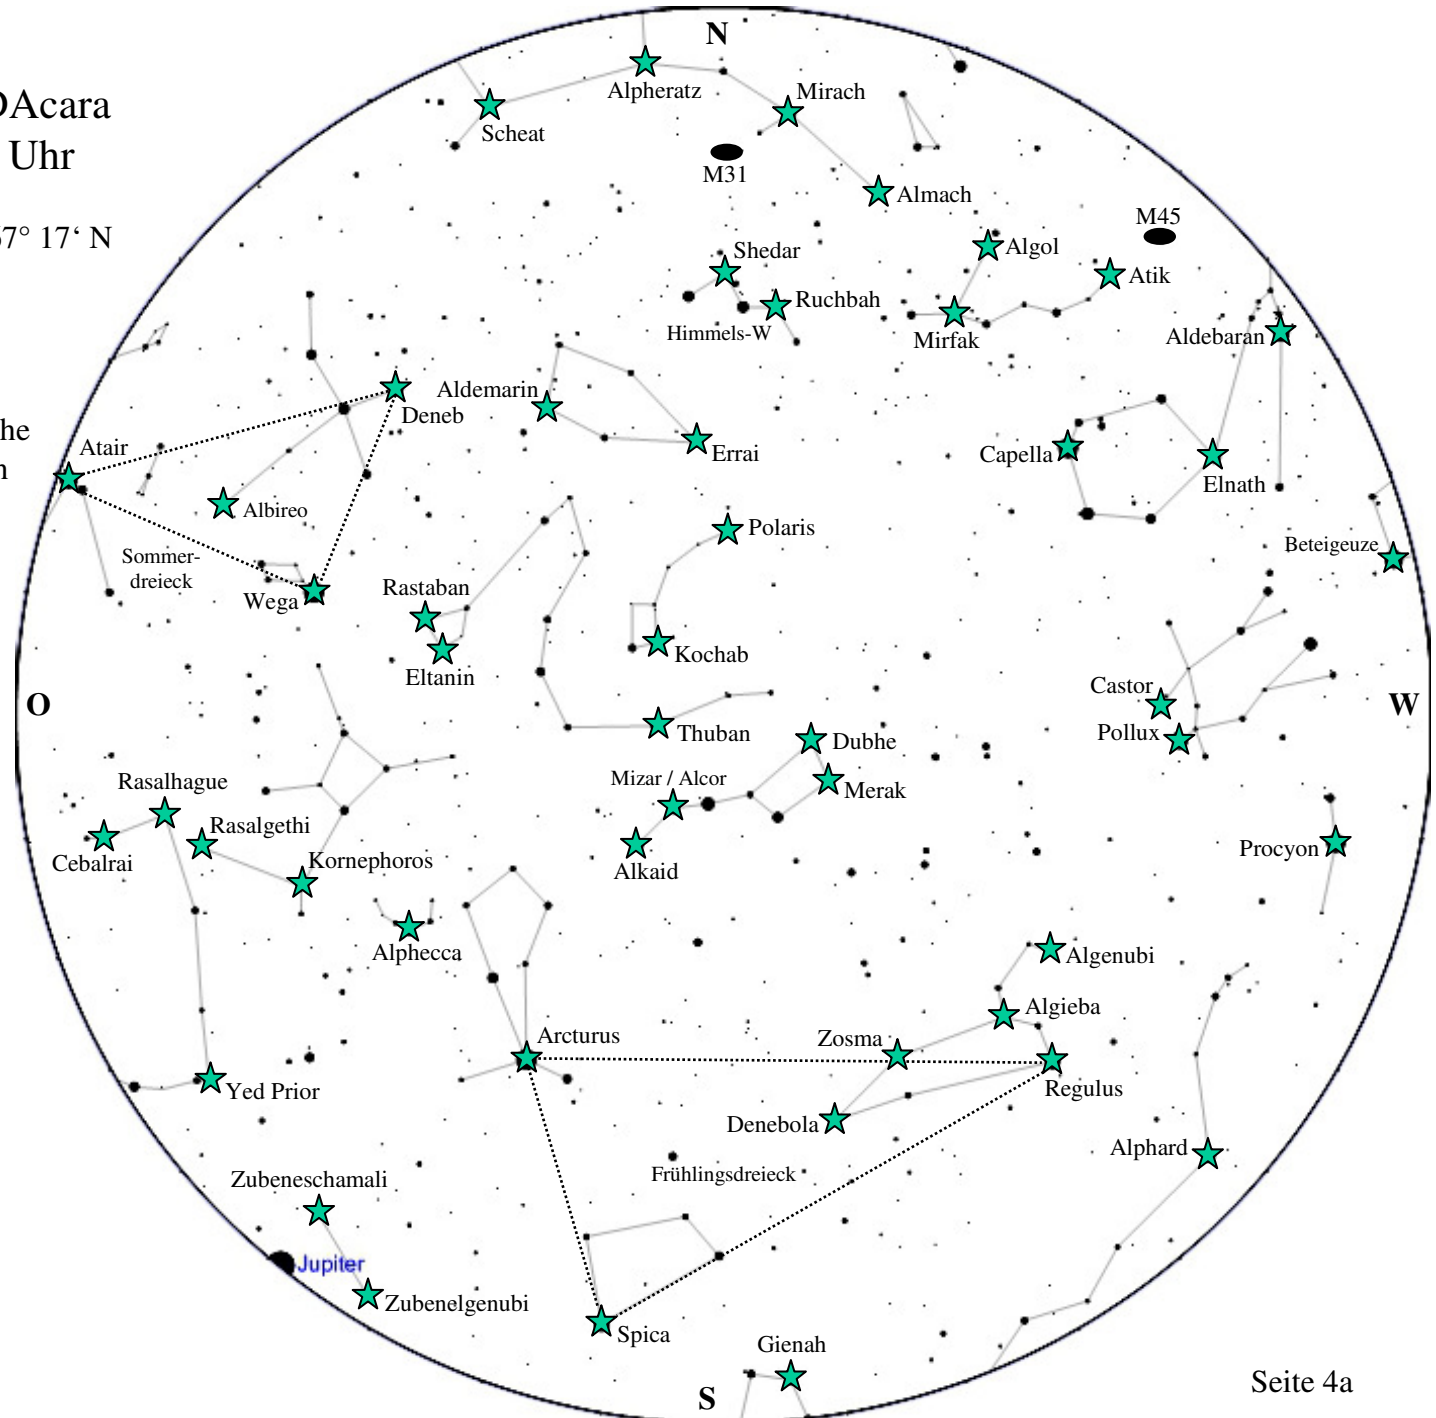 N
Alpheratz
Mirach
DAcara
Scheat
Uhr
M31
Almach
M45
7° 17‘ N
Shedar
Algol
Atik
Ruchbah
Himmels-W
Mirfak
Aldebaran
Aldemarin
Deneb
he
Atair
n
Errai
Capella
Elnath
Albireo
Polaris
Beteigeuze
Sommer-
dreieck
Rastaban
Wega
Kochab
Eltanin
Castor
O
W
Thuban
Pollux
Dubhe
Mizar / Alcor
Merak
Rasalhague
Rasalgethi
Procyon
Cebalrai
Kornephoros
Alkaid
Alphecca
Algenubi
Algieba
Arcturus
Zosma
Yed Prior
Regulus
Denebola
Alphard
Frühlingsdreieck
Zubeneschamali
Jupiter
Zubenelgenubi
Spica
Gienah
S
Seite 4a